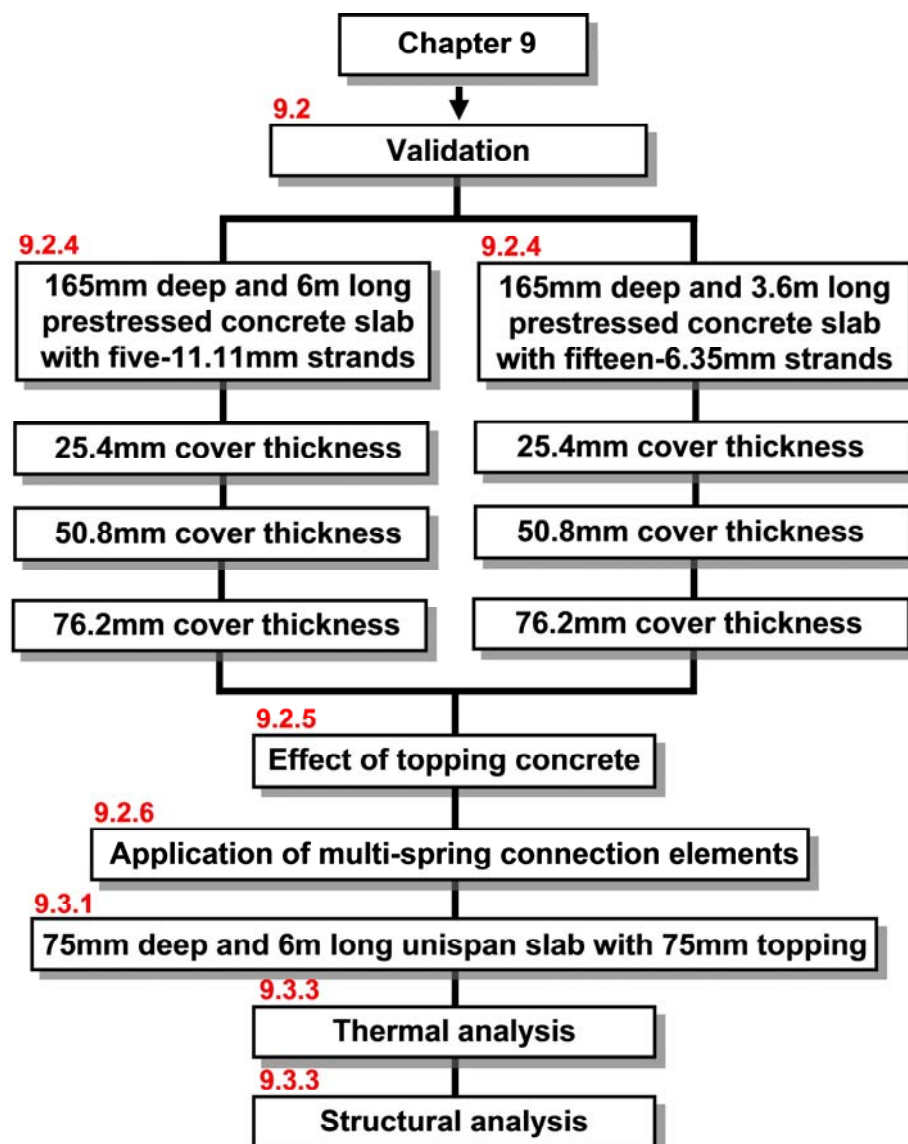 Chapter 9
9.2
Validation
9.2.4
165mm deep and 6m long
prestressed concrete slab
with five-11.11mm strands
25.4mm cover thickness
50.8mm cover thickness
76.2mm cover thickness
9.2.4
165mm deep and 3.6m long
prestressed concrete slab
with fifteen-6.35mm strands
25.4mm cover thickness
50.8mm cover thickness
76.2mm cover thickness
9.2.5
Effect of topping concrete
9.2.6
Application of multi-spring connection elements
9.3.1
75mm deep and 6m long unispan slab with 75mm topping
9.3.3
Thermal analysis
9.3.3
Structural analysis